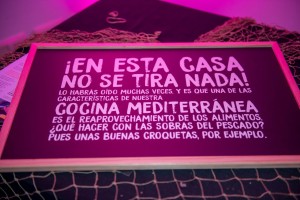 ¡EN ESTA CASA
NO SE TIRA NADA!
LO HABRÁS OÍDO MUCHAS VECES, Y ES QUE UNA DE LAS
CARACTERÍSTICAS DE NUESTRA
COCINA MEDITERRÁNEA
ES EL REAPROVECHAMIENTO DE LOS ALIMENTOS.
¿QUÉ HACER CON LAS SOBRAS DEL PESCADO?
PUES UNAS BUENAS CROQUETAS, POR EJEMPLO.